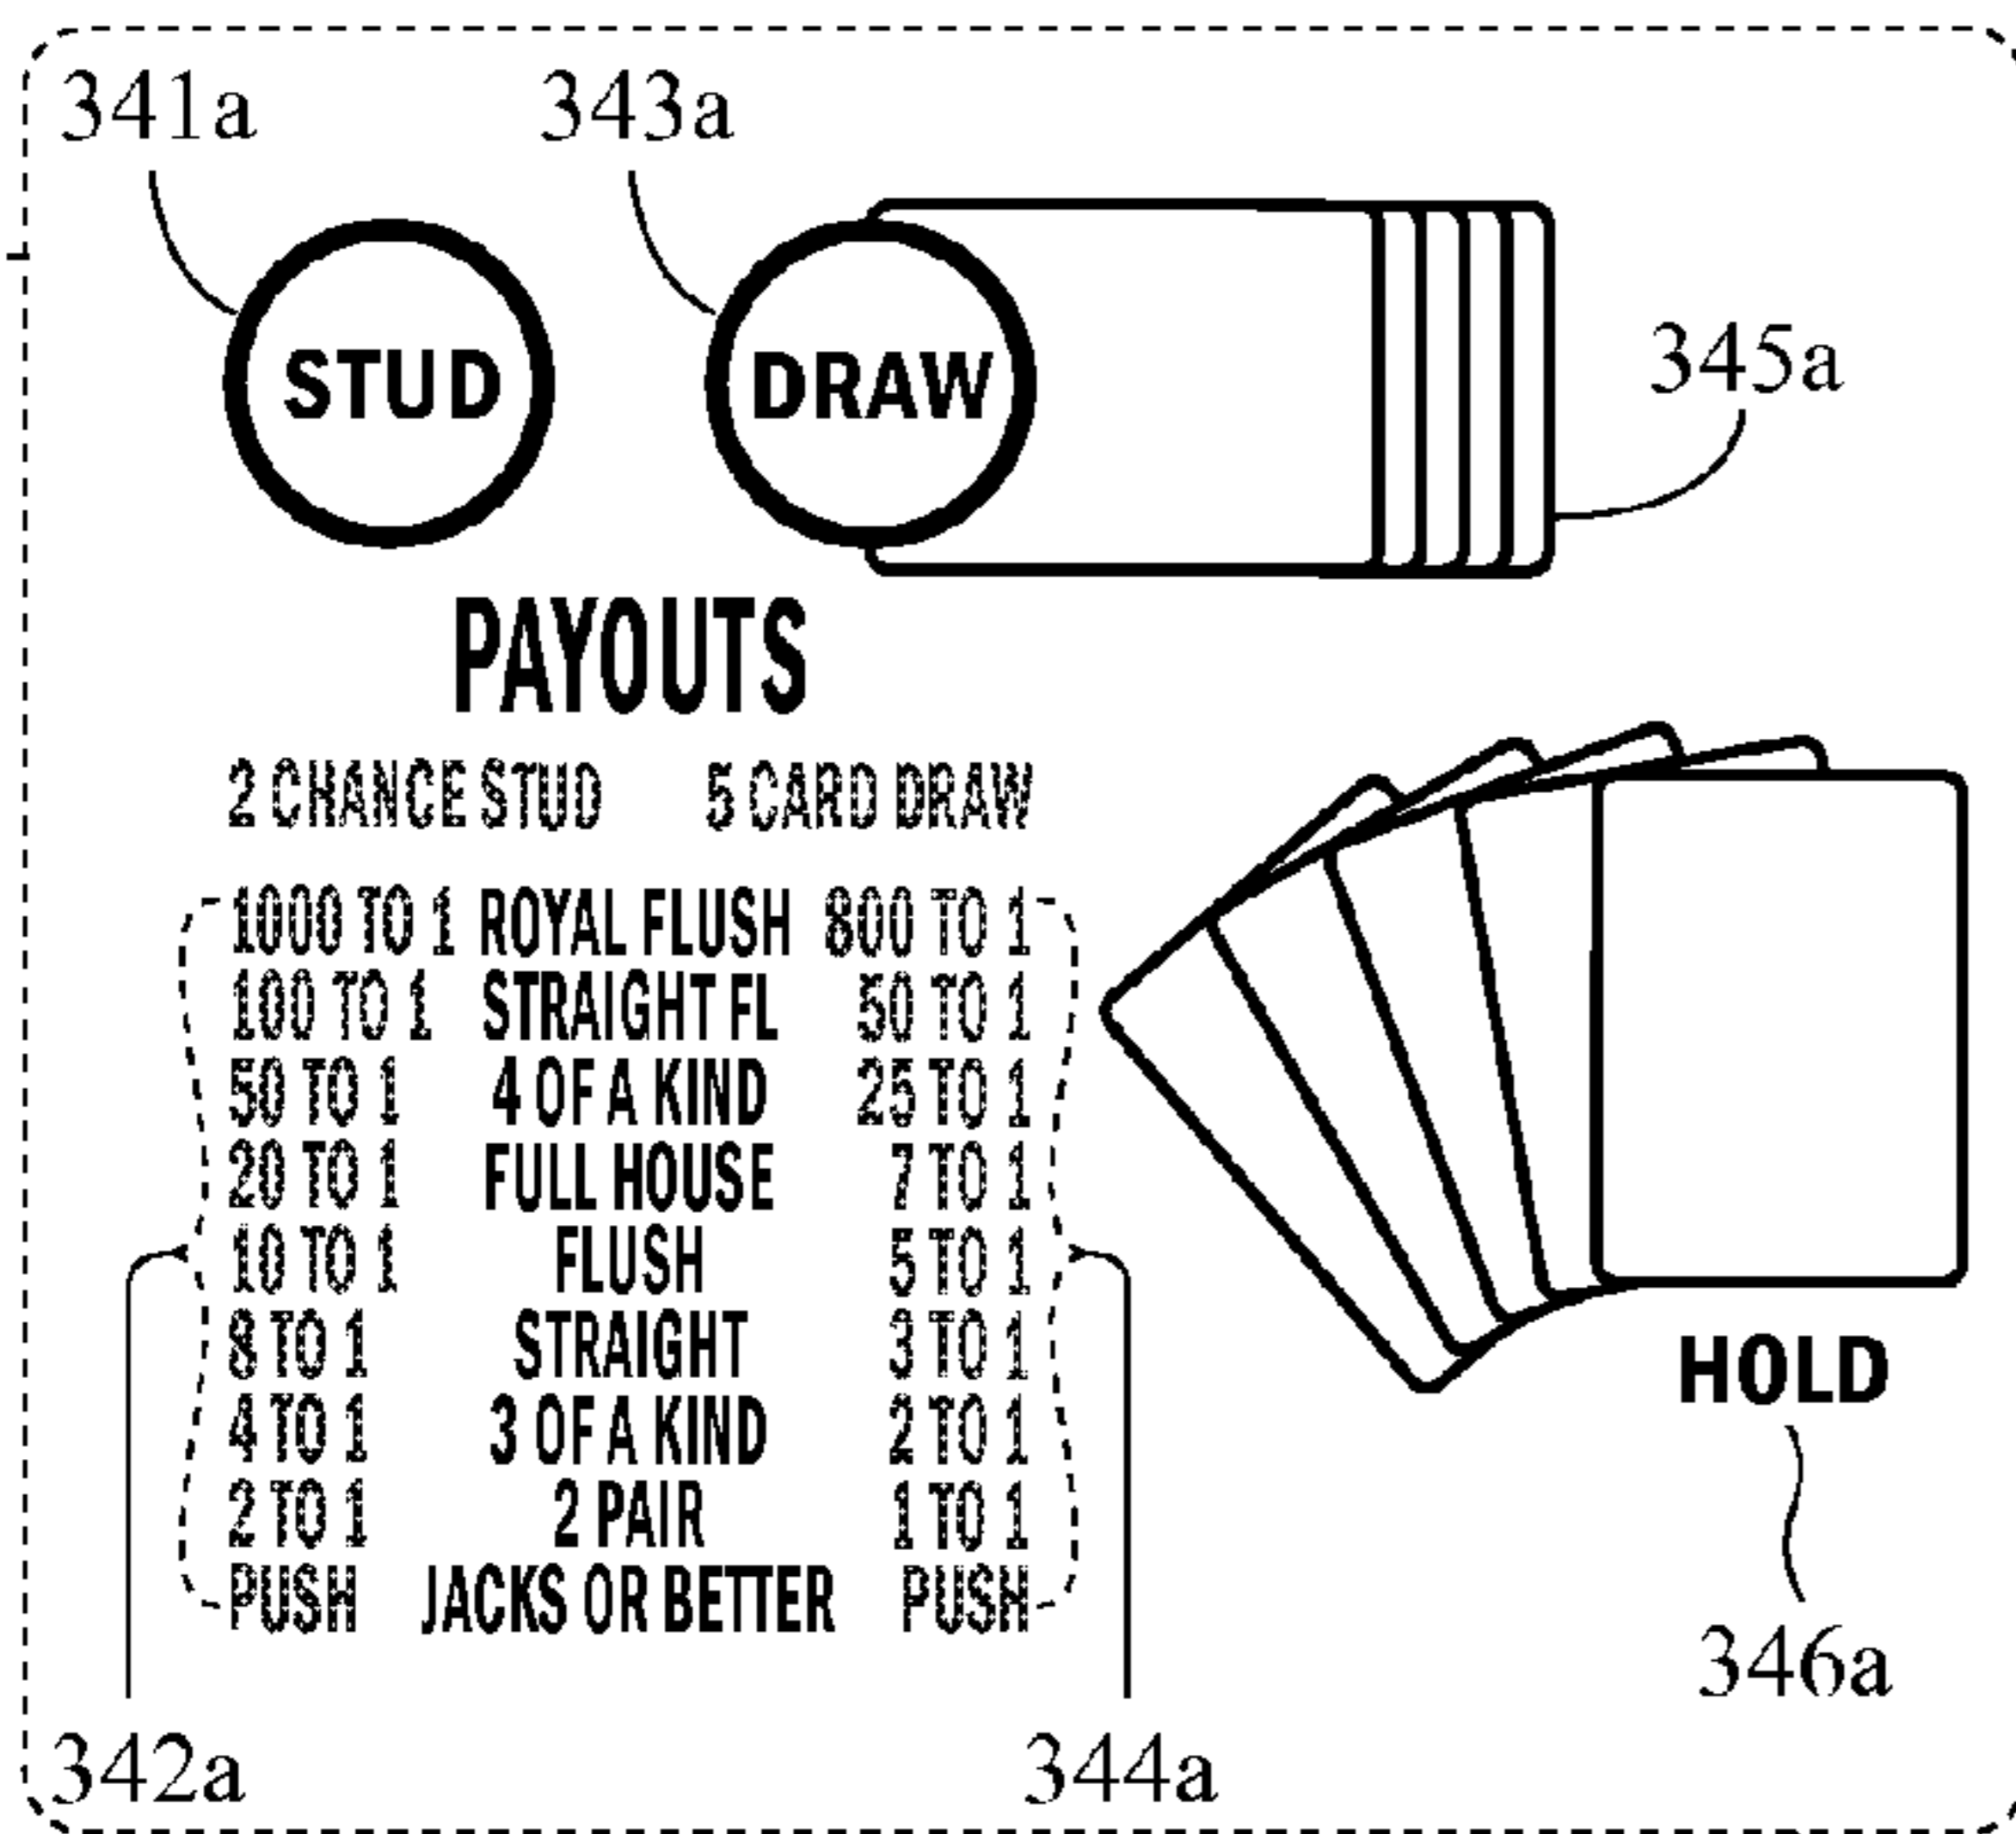 341a 343a
345a
STUD DRAW
PAYOUTS
2 CHANCE STUD 5 CARD DRAW
1000 TO 1 ROYAL FLUSH 800 TO 1
100 TO 1 STRAIGHT FL 50 TO 1
50 TO 1 4 OF A KIND 25 TO 1
20 TO 1 FULL HOUSE 7 TO 1
10 TO 1 FLUSH 5 TO 1
8 TO 1 STRAIGHT 3 TO 1
4 TO 1 3 OF A KIND 2 TO 1
2 TO 1 2 PAIR 1 TO 1
PUSH JACKS OR BETTER PUSH
HOLD
346a
342a 344a